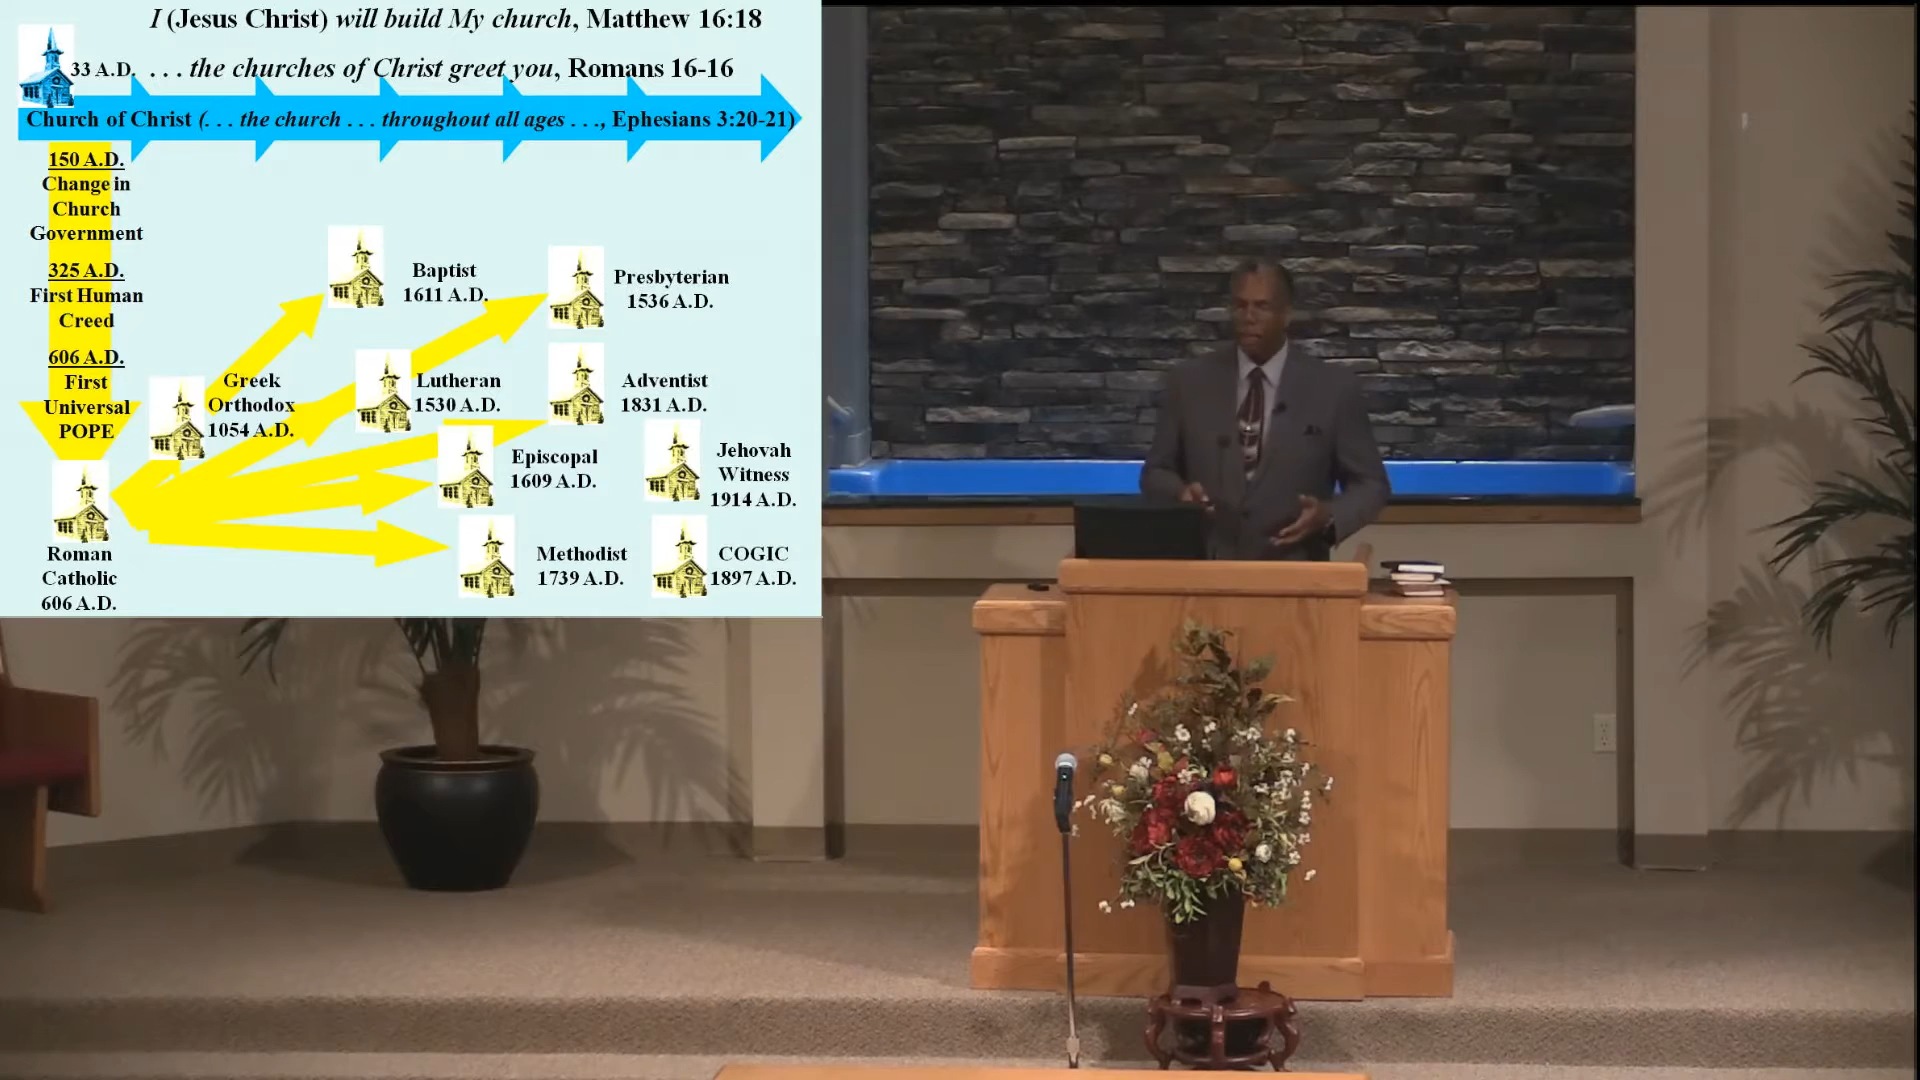 I (Jesus Christ) will build My church, Matthew 16:18
33 A.D. . . . the churches of Christ greet you, Romans 16-16
Church of Christ (. . . the church . . . throughout all ages . . ., Ephesians 3:20-21)
150 A.D.
Change in
Church
Government
325 A.D.
First Human
Creed
606 A.D.
First
Universal
POPE
Roman
Catholic
606 A.D.
Greek
Orthodox
1054 A.D.
Baptist
1611 A.D.
Presbyterian
1536 A.D.
Lutheran
1530 A.D.
Adventist
1831 A.D.
Episcopal
1609 A.D.
Jehovah
Witness
1914 A.D.
Methodist
1739 A.D.
COGIC
1897 A.D.